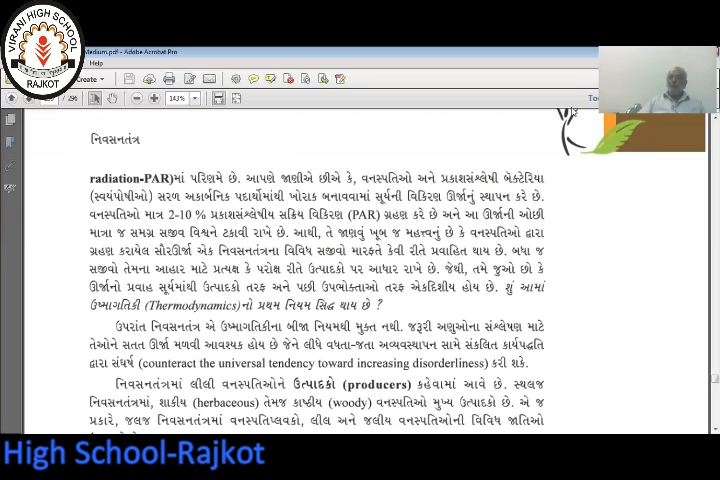 VIRANI HIGH SCHOOL
RAJKOT
Medium.pdf - Adobe Acrobat Pro
Help
Create
296
143%
નિવસનતંત્ર
radiation-PAR)માં પરિણમે છે. આપણે જાણીએ છીએ કે, વનસ્પતિઓ અને પ્રકાશસંશ્લેષી બૅક્ટેરિયા
(સ્વયંપોષીઓ) સરળ અકાર્બનિક પદાર્થોમાંથી ખોરાક બનાવવામાં સૂર્યની વિકિરણ ઊર્જાનું સ્થાપન કરે છે.
વનસ્પતિઓ માત્ર 2-10 % પ્રકાશસંશ્લેષીય સક્રિય વિકિરણ (PAR) ગ્રહણ કરે છે અને આ ઊર્જાની ઓછી
માત્રા જ સમગ્ર સજીવ વિશ્વને ટકાવી રાખે છે. આથી, તે જાણવું ખૂબ જ મહત્ત્વનું છે કે વનસ્પતિઓ દ્વારા
ગ્રહણ કરાયેલ સૌરઊર્જા એક નિવસનતંત્રના વિવિધ સજીવો મારફતે કેવી રીતે પ્રવાહિત થાય છે. બધા જ
સજીવો તેમના આહાર માટે પ્રત્યક્ષ કે પરોક્ષ રીતે ઉત્પાદકો પર આધાર રાખે છે. જેથી, તમે જુઓ છો કે
ઊર્જાનો પ્રવાહ સૂર્યમાંથી ઉત્પાદકો તરફ અને પછી ઉપભોક્તાઓ તરફ એકદિશીય હોય છે. શું આમાં
ઉષ્માગતિકી (Thermodynamics)નો પ્રથમ નિયમ સિદ્ધ થાય છે ?
ઉપરાંત નિવસનતંત્ર એ ઉષ્માગતિકીના બીજા નિયમથી મુક્ત નથી. જરૂરી અણુઓના સંશ્લેષણ માટે
તેઓને સતત ઊર્જા મળવી આવશ્યક હોય છે જેને લીધે વધતા-જતા અવ્યવસ્થાપન સામે સંકલિત કાર્યપદ્ધતિ
દ્વારા સંઘર્ષ (counteract the universal tendency toward increasing disorderliness) કરી શકે.
નિવસનતંત્રમાં લીલી વનસ્પતિઓને ઉત્પાદકો (producers) કહેવામાં આવે છે. સ્થલજ
નિવસનતંત્રમાં, શાકીય (herbaceous) તેમજ કાષ્ઠીય (woody) વનસ્પતિઓ મુખ્ય ઉત્પાદકો છે. એ જ
પ્રકારે, જલજ નિવસનતંત્રમાં વનસ્પતિપ્લવકો, લીલ અને જલીય વનસ્પતિઓની વિવિધ જાતિઓ
High School-Rajkot